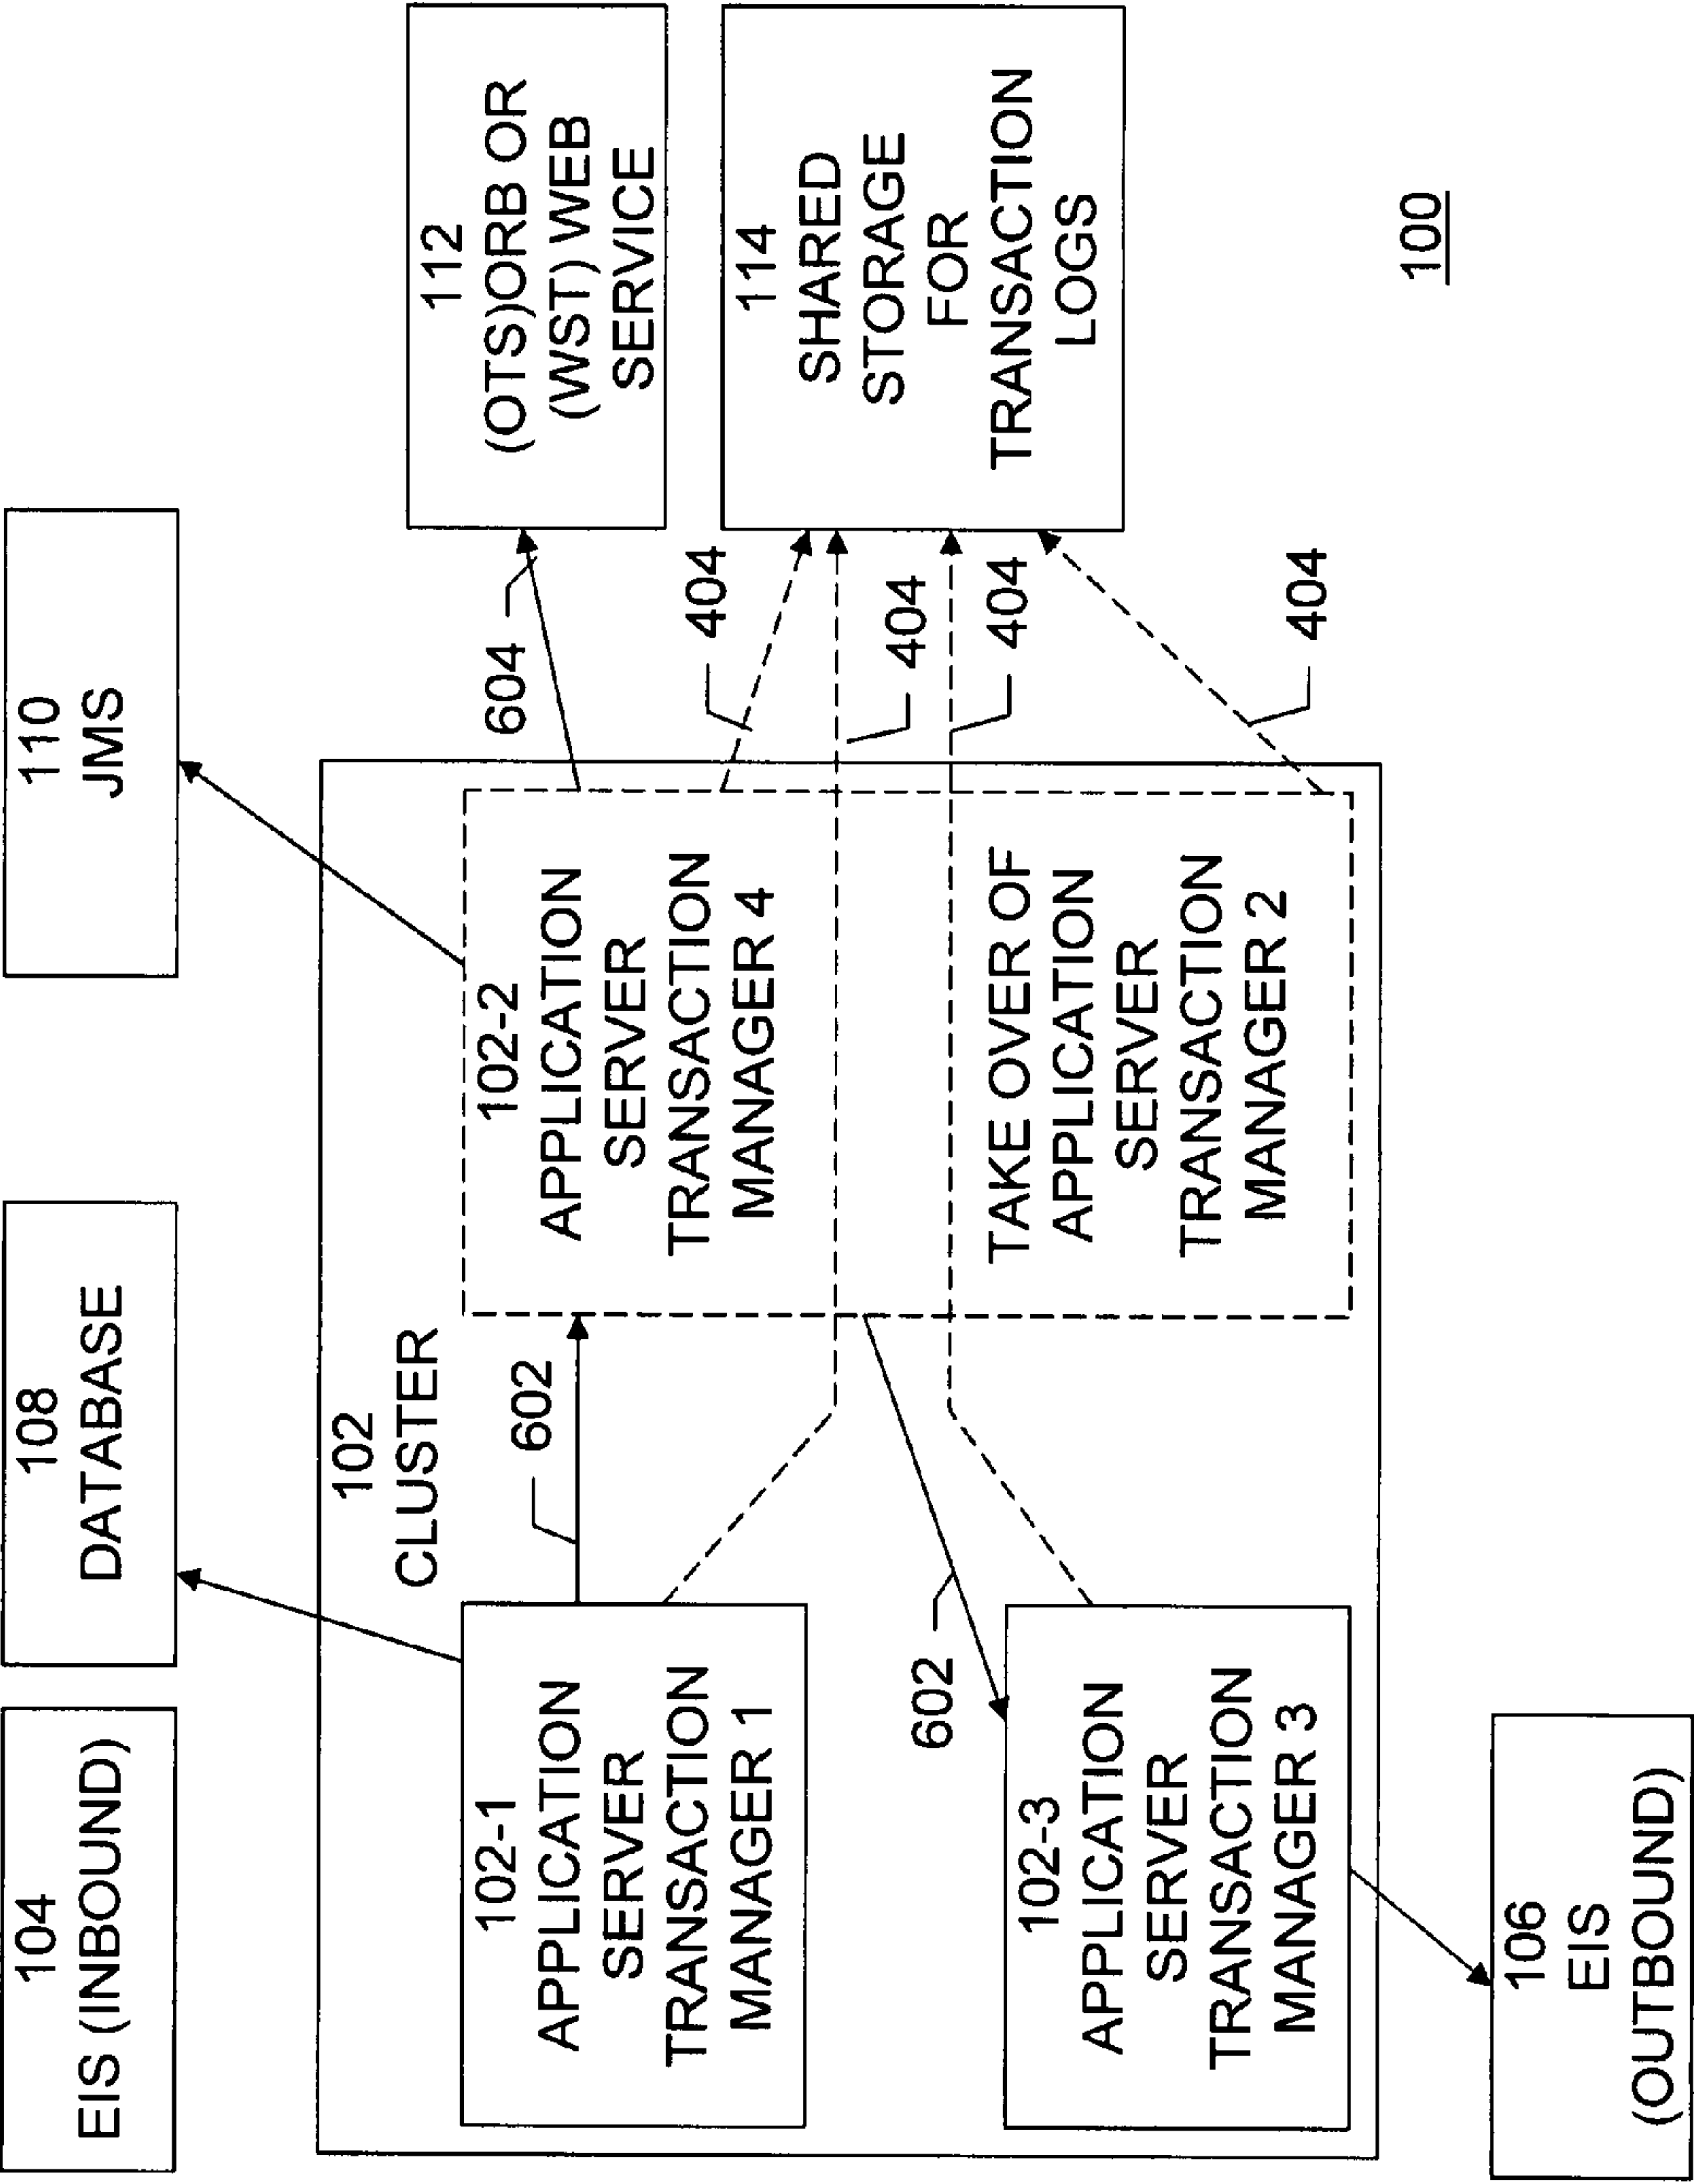 104
EIS (INBOUND)
108
DATABASE
110
JMS
102
CLUSTER
102-1
APPLICATION
SERVER
TRANSACTION
MANAGER 1
602
102-2
APPLICATION
SERVER
TRANSACTION
MANAGER 4
604
112
(OTS)ORB OR
(WST) WEB
SERVICE
404
404
404
404
114
SHARED
STORAGE
FOR
TRANSACTION
LOGS
602
102-3
APPLICATION
SERVER
TRANSACTION
MANAGER 3
TAKE OVER OF
APPLICATION
SERVER
TRANSACTION
MANAGER 2
106
EIS
(OUTBOUND)
100